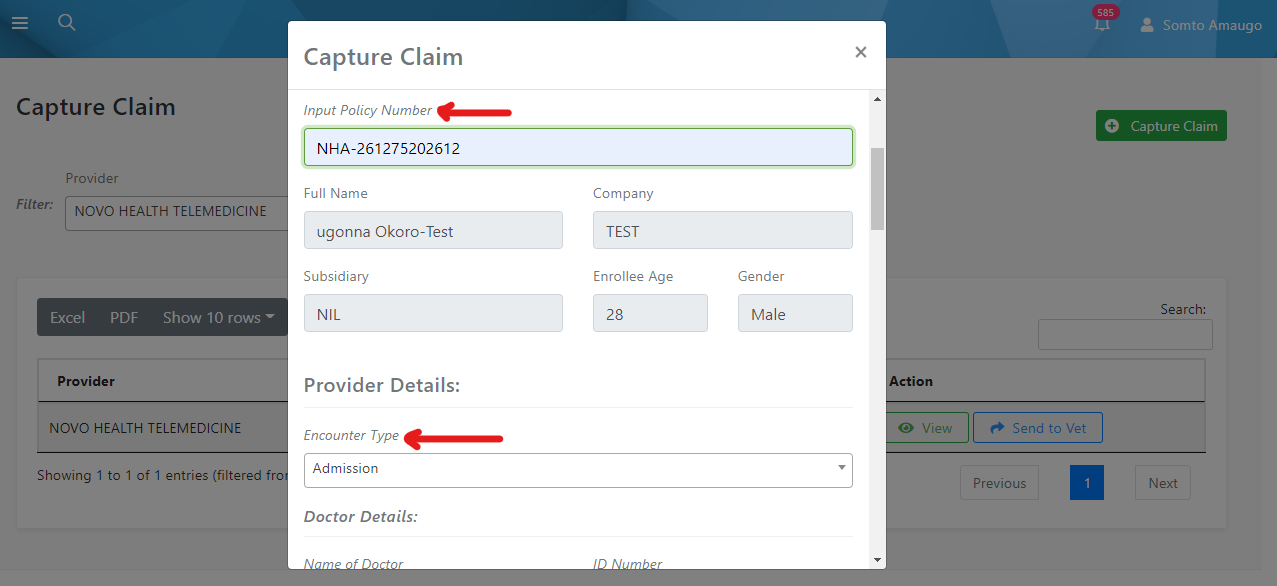 585
Somto Amaugo
Capture Claim
×
Capture Claim
Capture Claim
Provider
Filter:
NOVO HEALTH TELEMEDICINE
Input Policy Number
NHA-261275202612
Full Name
Company
ugonna Okoro-Test
TEST
Subsidiary
Enrollee Age
Gender
NIL
28
Male
Provider Details:
Encounter Type
Admission
Doctor Details:
Name of Doctor
ID Number
Excel
PDF
Show 10 rows
Search:
Provider
Action
NOVO HEALTH TELEMEDICINE
View
Send to Vet
Showing 1 to 1 of 1 entries (filtered
Previous
1
Next